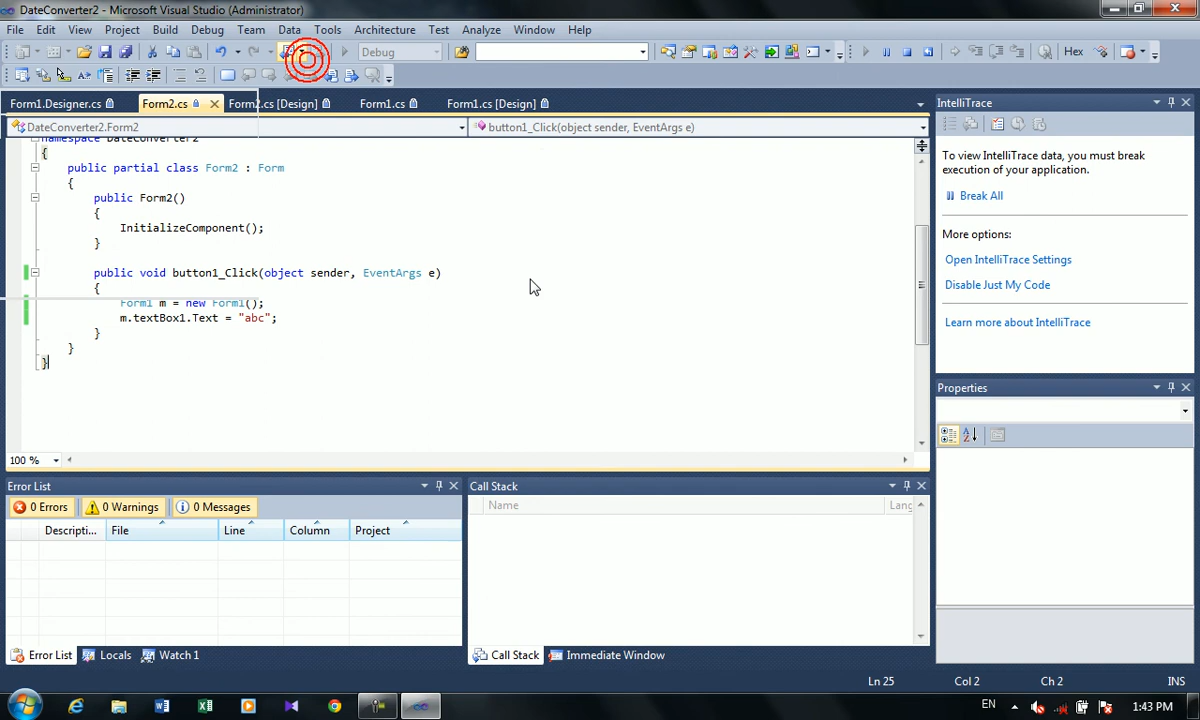 DateConverter2 - Microsoft Visual Studio (Administrator)
File Edit View Project Build Debug Team Data Tools Architecture Test Analyze Window Help
Debug
Hex
Form1.Designer.cs Form2.cs Form2.cs [Design] Form1.cs Form1.cs [Design]
DateConverter2.Form2 button1_Click(object sender, EventArgs e)
namespace DateConverter2
{
public partial class Form2 : Form
{
public Form2()
{
InitializeComponent();
}
public void button1_Click(object sender, EventArgs e)
{
Form1 m = new Form1();
m.textBox1.Text = "abc";
}
}
}
100 %
IntelliTrace
To view IntelliTrace data, you must break
execution of your application.
Break All
More options:
Open IntelliTrace Settings
Disable Just My Code
Learn more about IntelliTrace
Properties
Error List
0 Errors 0 Warnings 0 Messages
Descripti... File Line Column Project
Error List Locals Watch 1
Call Stack
Name Lang
Call Stack Immediate Window
Ln 25 Col 2 Ch 2 INS
EN 1:43 PM